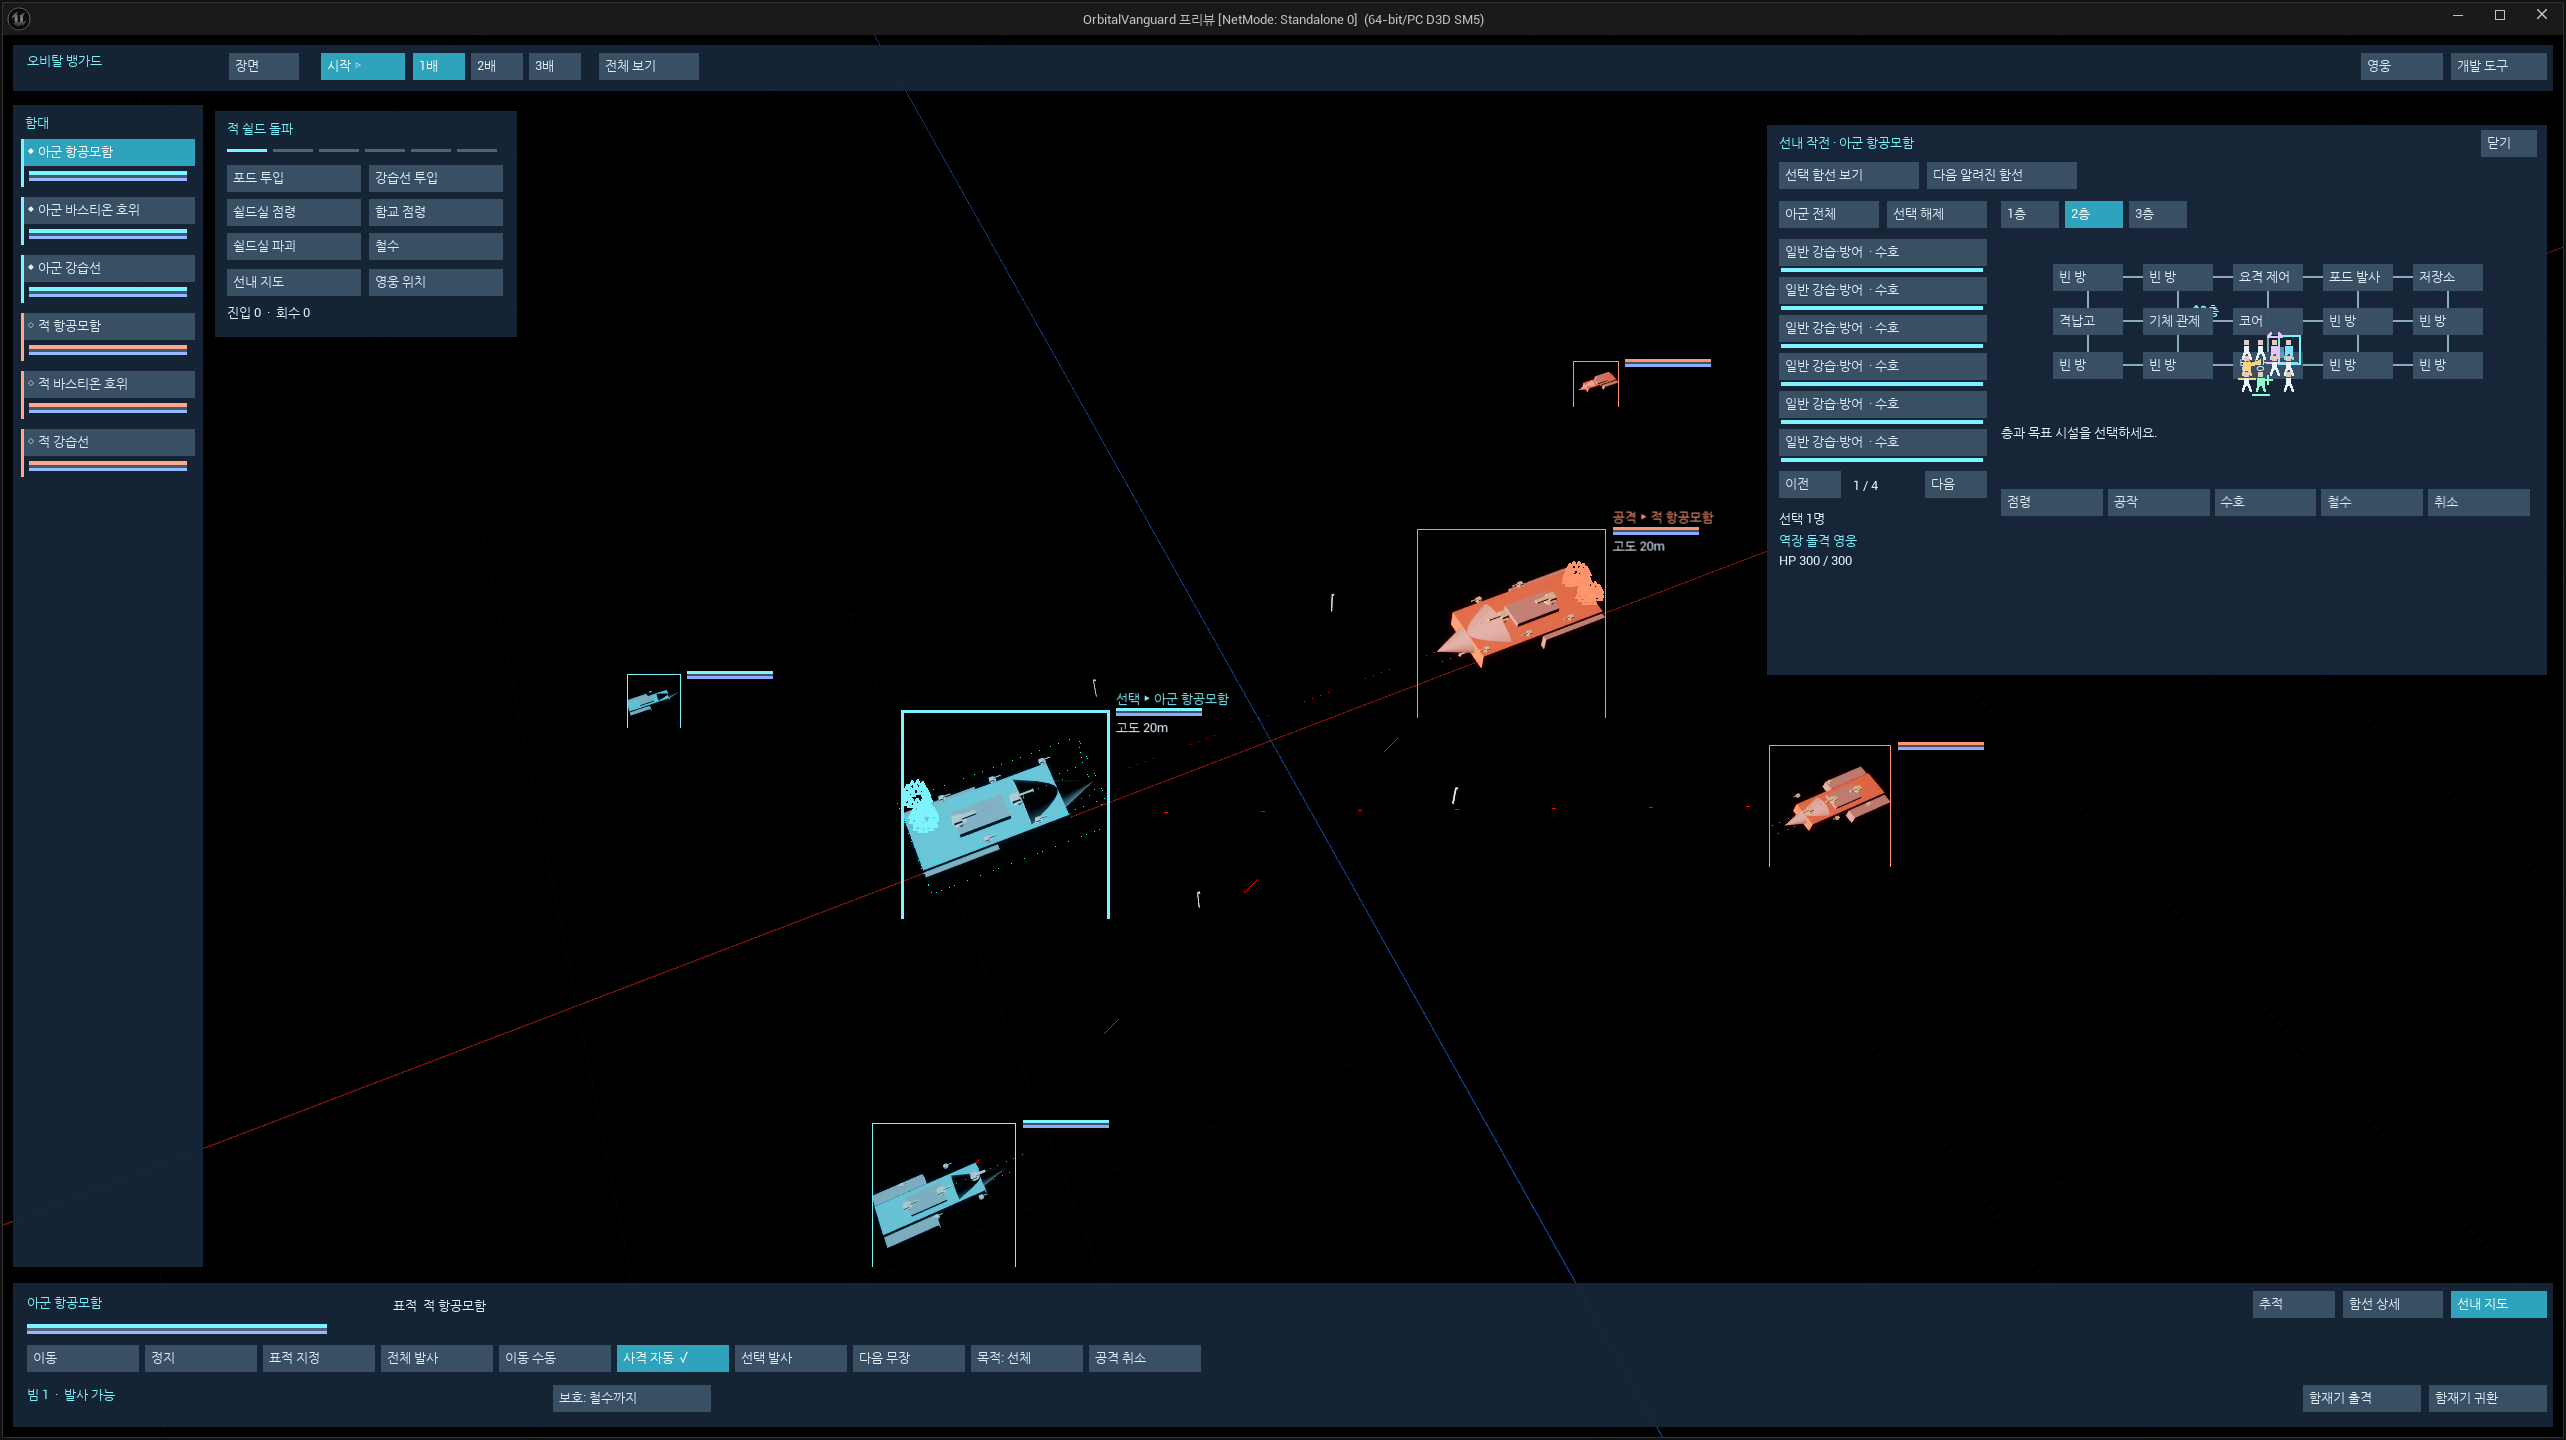 OrbitalVanguard 프리뷰 [NetMode: Standalone 0]  (64-bit/PC D3D SM5)
오비탈 뱅가드
장면
시작 ▷
1배
2배
3배
전체 보기
영웅
개발 도구
함대
◆ 아군 항공모함
◆ 아군 바스티온 호위
◆ 아군 강습선
◇ 적 항공모함
◇ 적 바스티온 호위
◇ 적 강습선
적 쉴드 돌파
포드 투입
강습선 투입
쉴드실 점령
함교 점령
쉴드실 파괴
철수
선내 지도
영웅 위치
진입 0 · 회수 0
선내 작전 · 아군 항공모함
닫기
선택 함선 보기
다음 알려진 함선
아군 전체
선택 해제
1층
2층
3층
일반 강습·방어 · 수호
일반 강습·방어 · 수호
일반 강습·방어 · 수호
일반 강습·방어 · 수호
일반 강습·방어 · 수호
일반 강습·방어 · 수호
이전
1 / 4
다음
선택 1명
역장 돌격 영웅
HP 300 / 300
빈 방
빈 방
요격 제어
포드 발사
저장소
격납고
기체 관제
코어
빈 방
빈 방
빈 방
빈 방
빈 방
빈 방
층과 목표 시설을 선택하세요.
점령
공작
수호
철수
취소
공격 ▶ 적 항공모함
고도 20m
선택 ▶ 아군 항공모함
고도 20m
아군 항공모함
표적  적 항공모함
추적
함선 상세
선내 지도
이동
정지
표적 지정
전체 발사
이동 수동
사격 자동 √
선택 발사
다음 무장
목적: 선체
공격 취소
빔 1 · 발사 가능
보호: 철수까지
함재기 출격
함재기 귀환